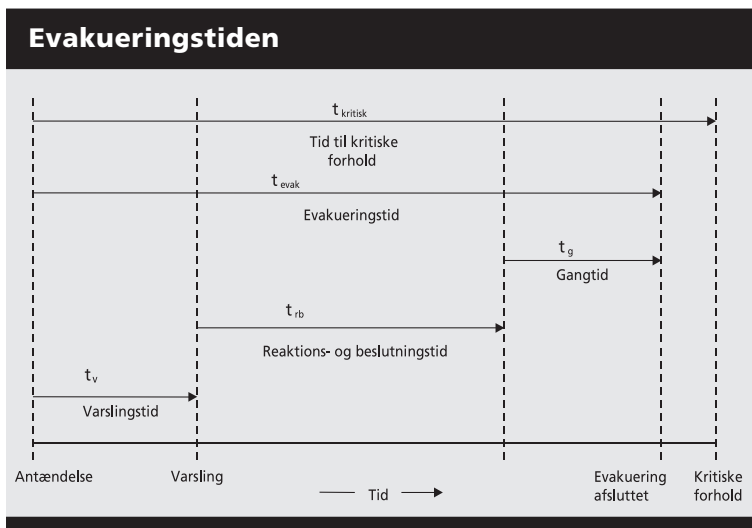 Evakueringstiden
t kritisk
Tid til kritiske
forhold
t evak
Evakueringstid
t g
Gangtid
t rb
Reaktions- og beslutningstid
t v
Varslingstid
Antændelse
Varsling
Tid
Evakuering
afsluttet
Kritiske
forhold